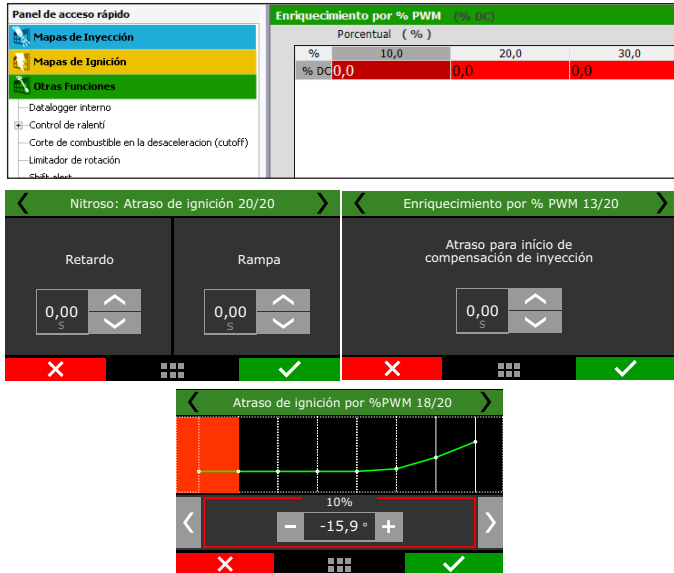 Panel de acceso rápido
Mapas de Inyección
Mapas de Ignición
Otras Funciones
Datalogger interno
Control de ralentí
Corte de combustible en la desaceleracion (cutoff)
Limitador de rotación
Shift alert
Enriquecimiento por % PWM (% DC)
Porcentual ( % )
% 10,0 20,0 30,0
% DC 0,0 0,0 0,0
Nitroso: Atraso de ignición 20/20
Retardo Rampa
0,00 0,00
s s
Enriquecimiento por % PWM 13/20
Atraso para início de
compensación de inyección
0,00
s
Atraso de ignición por %PWM 18/20
10%
− -15,9 ° +